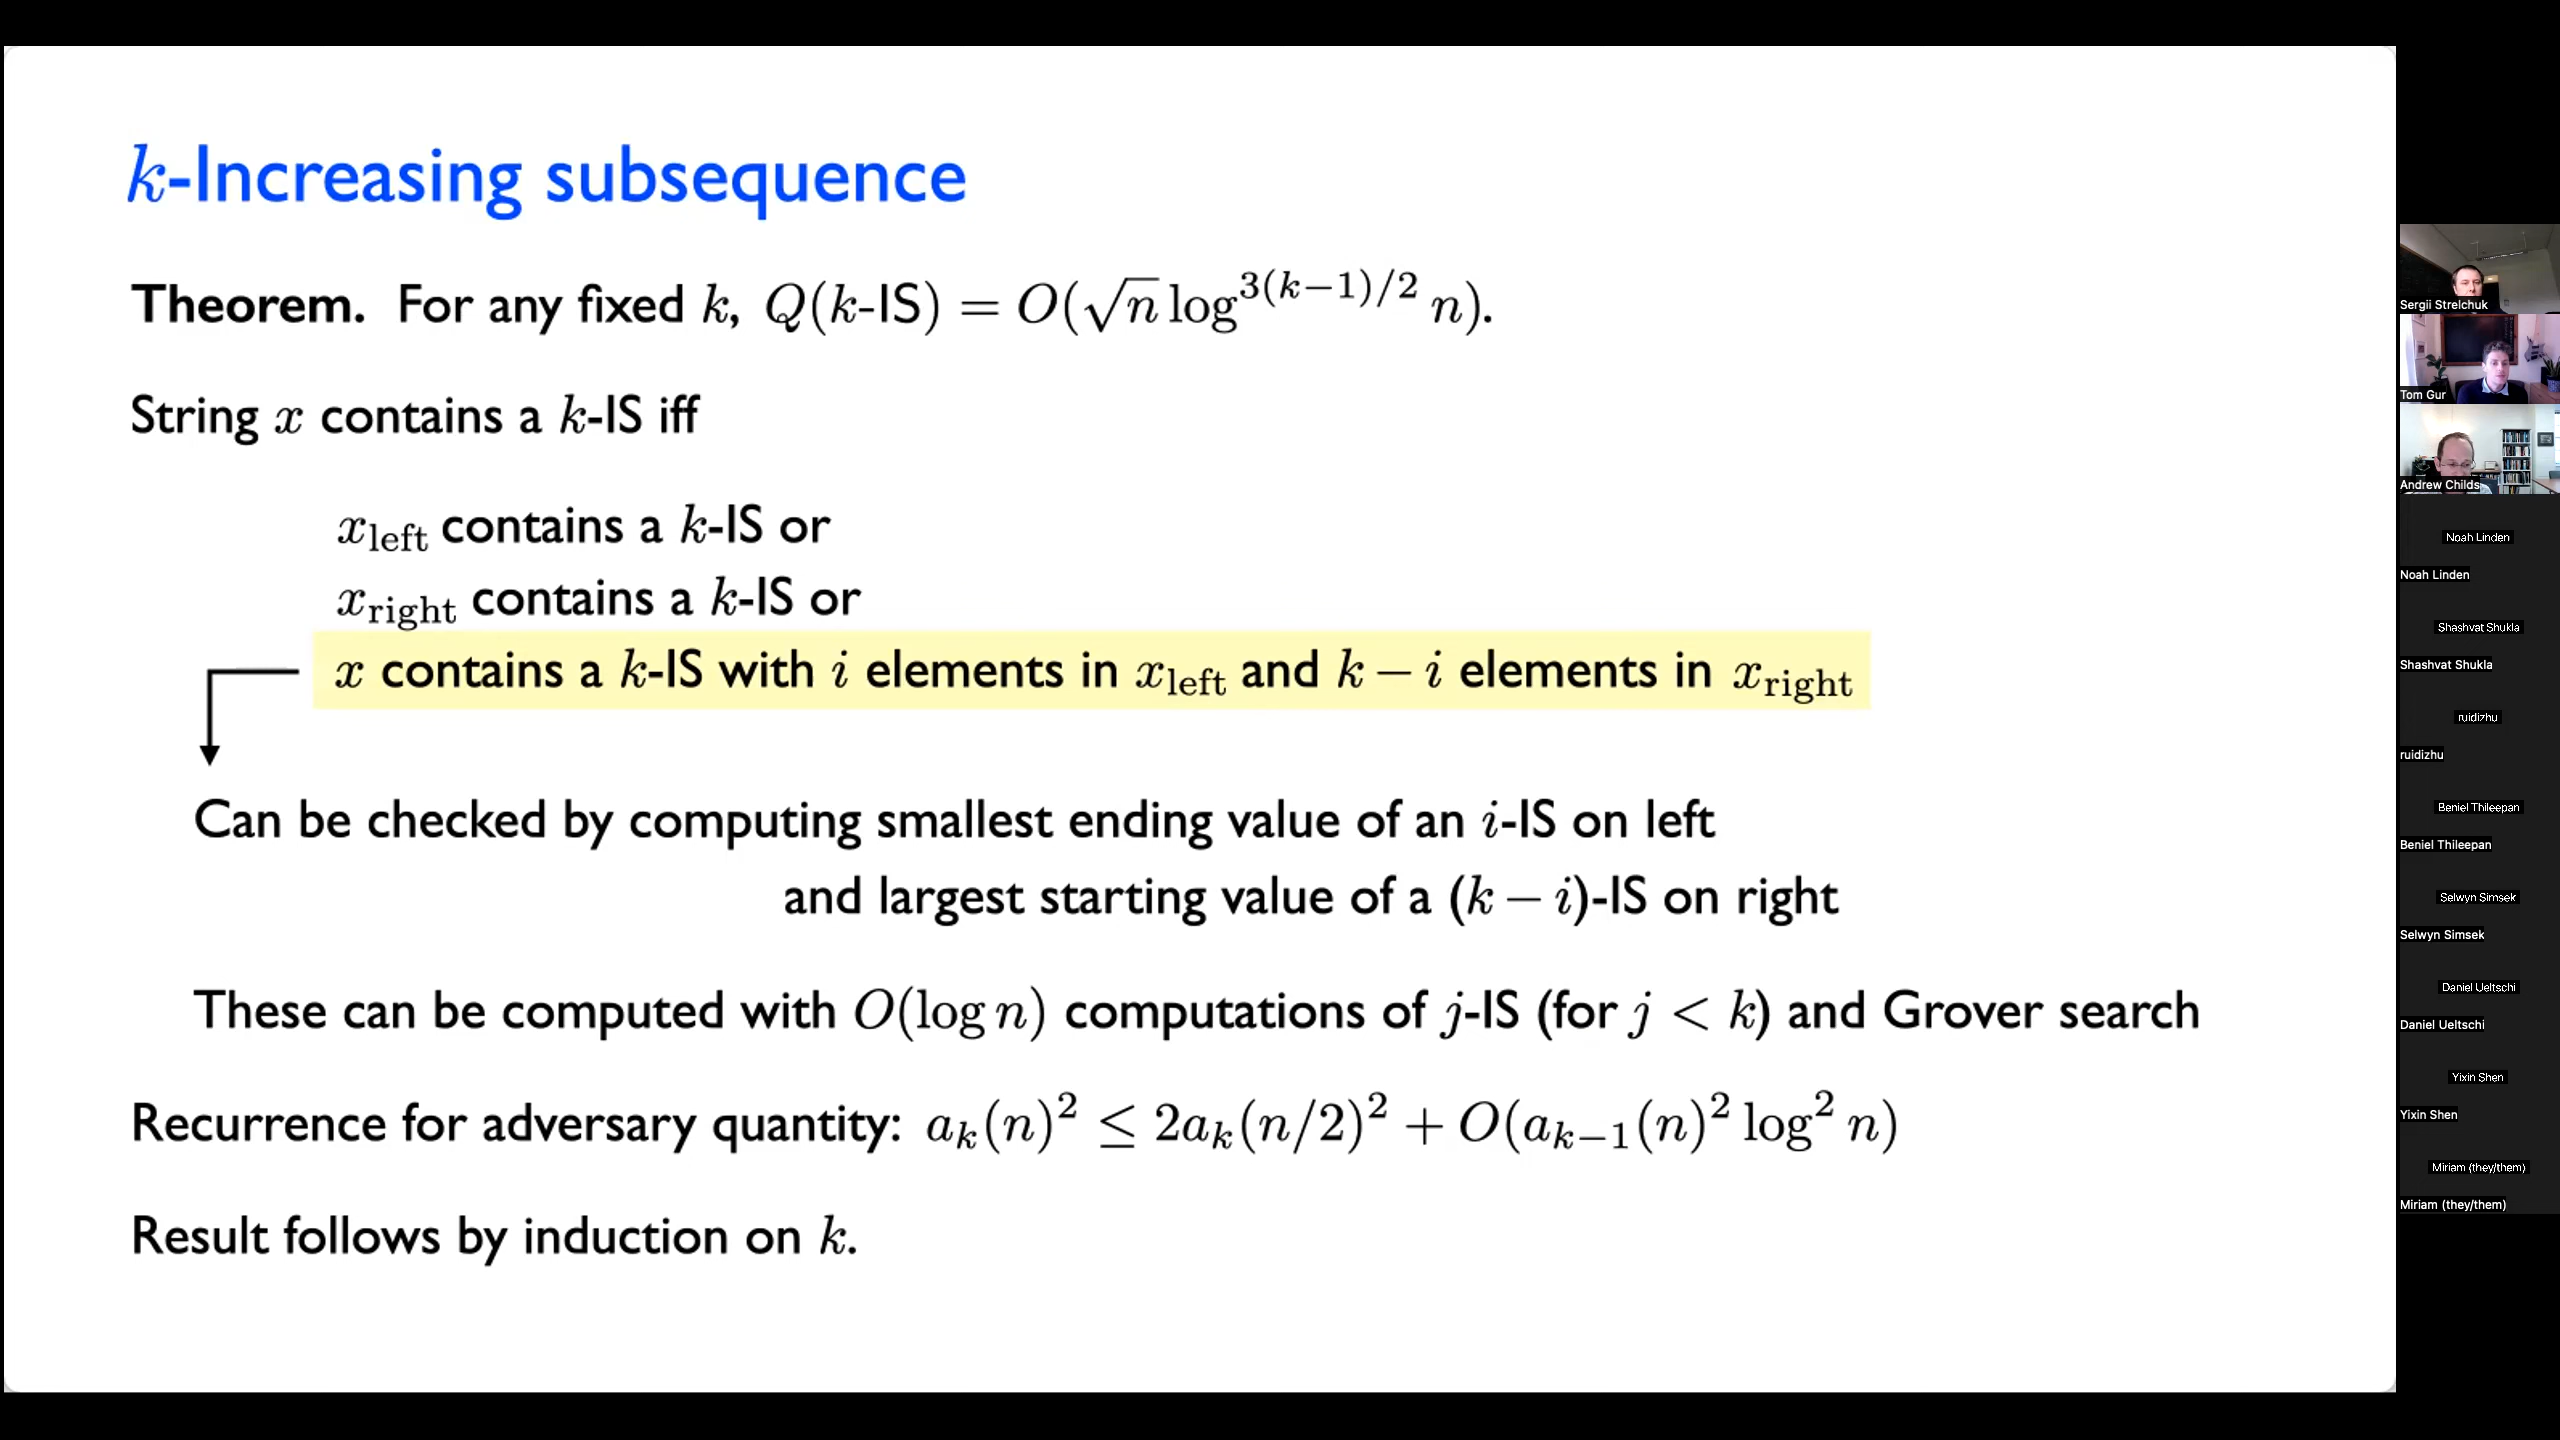 k-Increasing subsequence
Theorem. For any fixed k, Q(k-IS) = O(√n log^{3(k−1)/2} n).
String x contains a k-IS iff
x_left contains a k-IS or
x_right contains a k-IS or
x contains a k-IS with i elements in x_left and k − i elements in x_right
Can be checked by computing smallest ending value of an i-IS on left
and largest starting value of a (k − i)-IS on right
These can be computed with O(log n) computations of j-IS (for j < k) and Grover search
Recurrence for adversary quantity: a_k(n)² ≤ 2a_k(n/2)² + O(a_{k−1}(n)² log² n)
Result follows by induction on k.
Sergii Strelchuk
Tom Gur
Andrew Childs
Noah Linden
Noah Linden
Shashvat Shukla
Shashvat Shukla
ruidizhu
ruidizhu
Beniel Thileepan
Beniel Thileepan
Selwyn Simsek
Selwyn Simsek
Daniel Ueltschi
Daniel Ueltschi
Yixin Shen
Yixin Shen
Miriam (they/them)
Miriam (they/them)